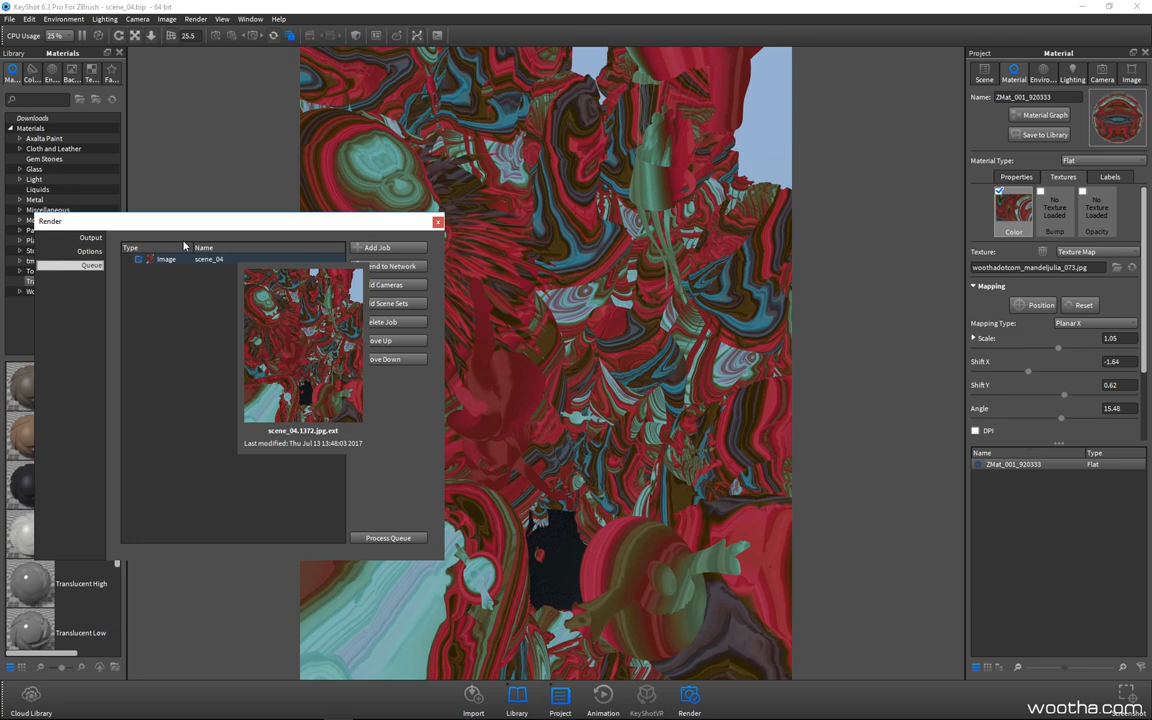 KeyShot 6.3 Pro For ZBrush - scene_04.bip - 64 bit
File Edit Environment Lighting Camera Image Render View Window Help
CPU Usage 25 % 25.5
Library Materials
Project Material
Ma... Col... En... Bac... Te... Fa...
Scene Material Enviro... Lighting Camera Image
Name: ZMat_001_920333
Material Graph
Save to Library
Downloads
Materials
Axalta Paint
Cloth and Leather
Gem Stones
Glass
Light
Liquids
Metal
Miscellaneous
Material Type: Flat
Properties Textures Labels
No Texture Loaded
No Texture Loaded
Color Bump Opacity
Texture: Texture Map
woothadotcom_mandeljulia_073.jpg
Mapping
Position Reset
Mapping Type: Planar X
Scale: 1.05
Shift X -1.64
Shift Y 0.62
Angle 15.48
DPI
Name Type
ZMat_001_920333 Flat
Render
Output
Options
Queue
Type Name
Image scene_04
Add Job
end to Network
d Cameras
d Scene Sets
elete Job
ove Up
ove Down
scene_04.1372.jpg.ext
Last modified: Thu Jul 13 13:48:03 2017
Process Queue
Translucent High
Translucent Low
Cloud Library
Import Library Project Animation KeyShotVR Render
wootha.com